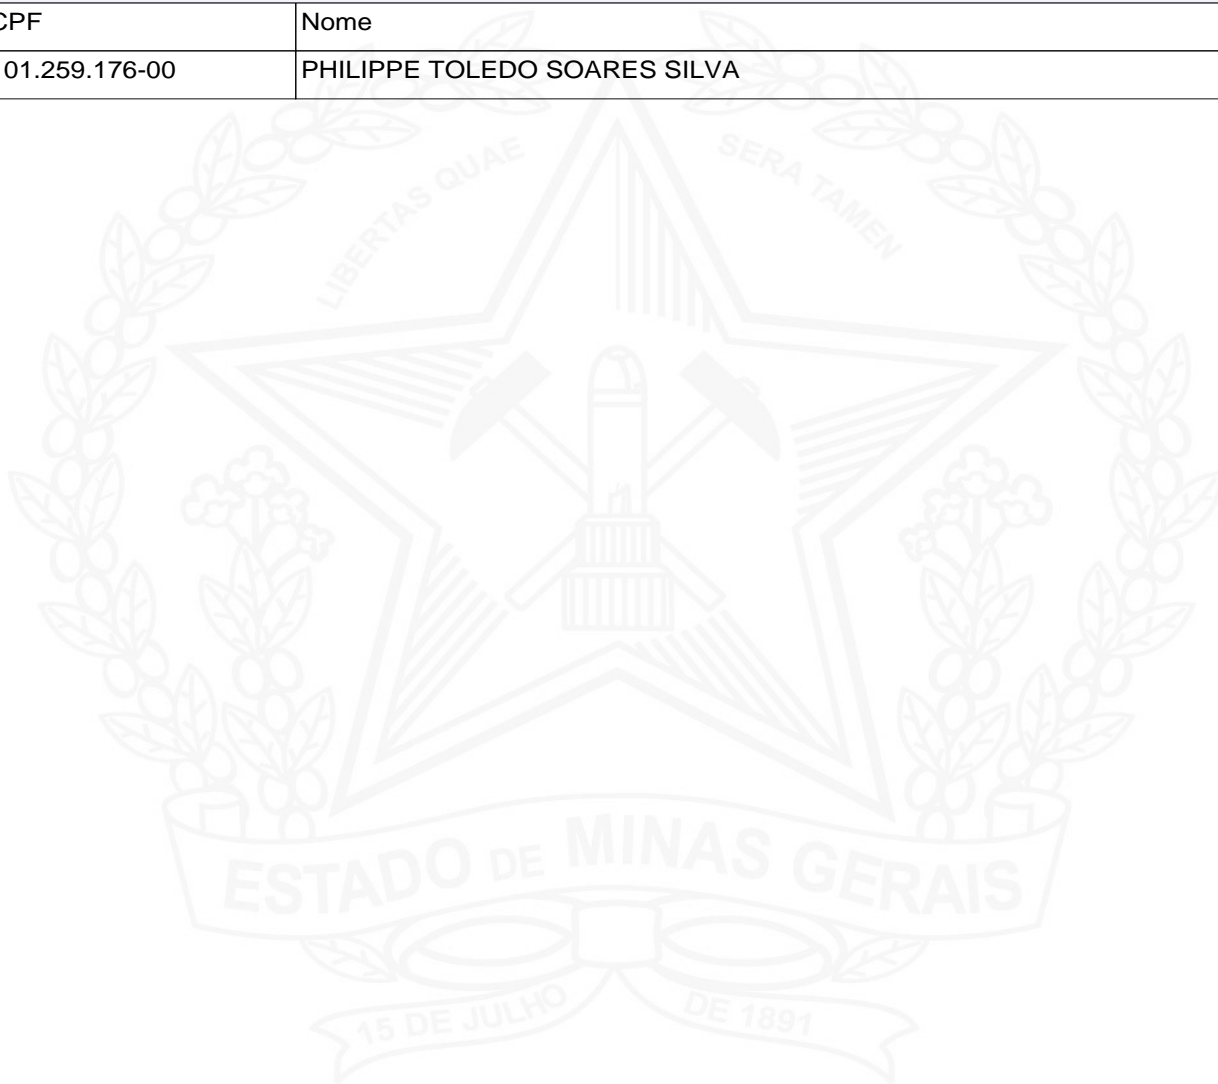 CPF Nome
01.259.176-00 PHILIPPE TOLEDO SOARES SILVA
LIBERTAS QUAE SERA TAMEN
ESTADO DE MINAS GERAIS
15 DE JULHO DE 1891